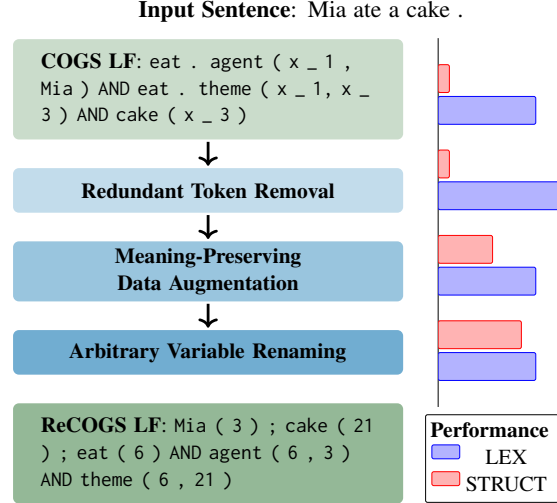 Input Sentence: Mia ate a cake .
COGS LF: eat . agent ( x _ 1 ,
Mia ) AND eat . theme ( x _ 1, x _
3 ) AND cake ( x _ 3 )
Redundant Token Removal
Meaning-Preserving
Data Augmentation
Arbitrary Variable Renaming
ReCOGS LF: Mia ( 3 ) ; cake ( 21
) ; eat ( 6 ) AND agent ( 6 , 3 )
AND theme ( 6 , 21 )
Performance
LEX
STRUCT